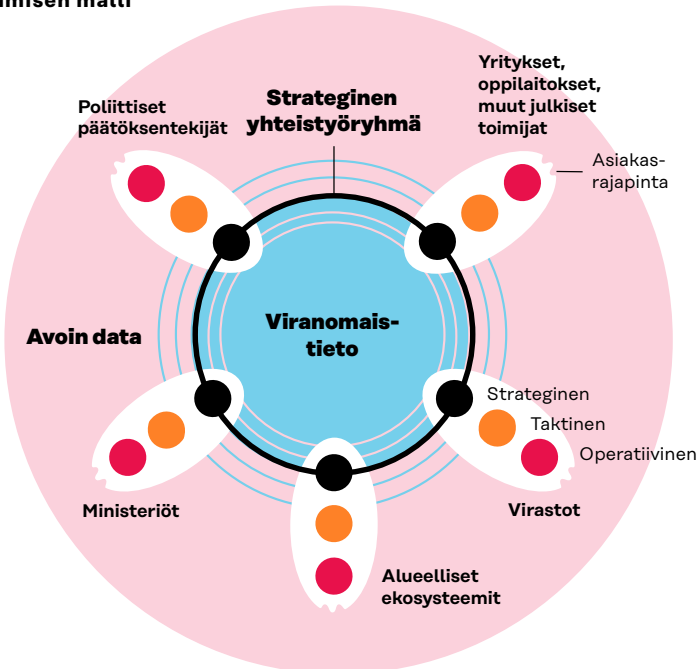 malli
Yritykset,
oppilaitokset,
muut julkiset
toimijat
Poliittiset
päätöksentekijät
Strateginen
yhteistyöryhmä
Asiakas-
rajapinta
Viranomais-
tieto
Avoin data
Strateginen
Taktinen
Operatiivinen
Ministeriöt
Virastot
Alueelliset
ekosysteemit